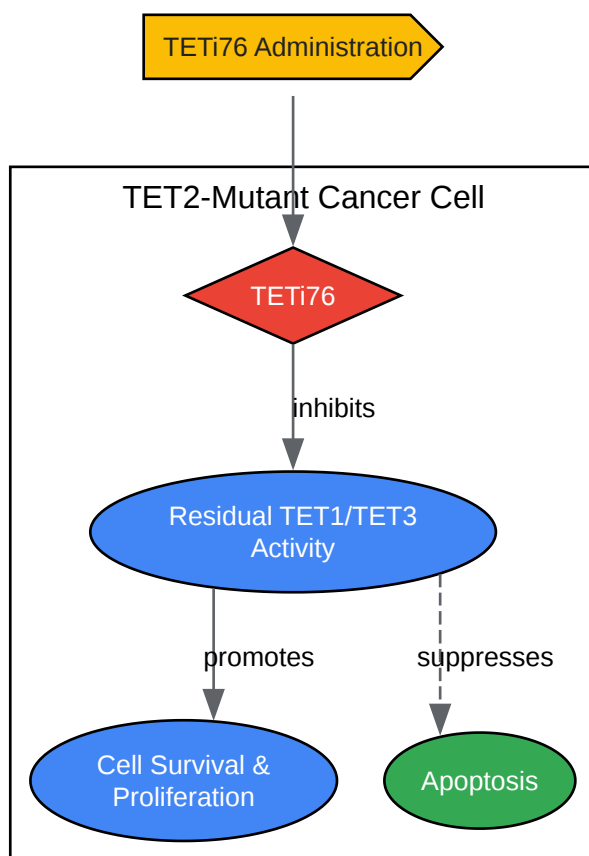 TETi76 Administration
TET2-Mutant Cancer Cell
TETi76
inhibits
Residual TET1/TET3
Activity
promotes
suppresses
Cell Survival &
Proliferation
Apoptosis